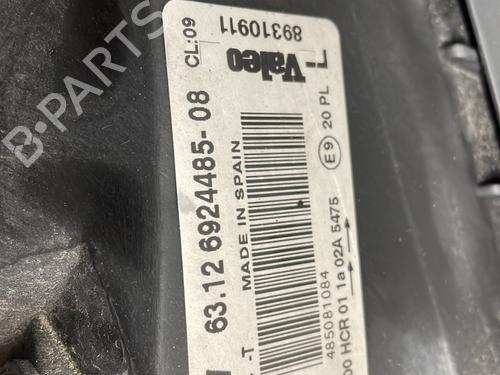 B-PARTS
89310911
CL:09
L
Valeo
63.12 6924485-08
MADE IN SPAIN
-T
E9 20 PL
485081084
00 HCR 01 1a 02A 5475